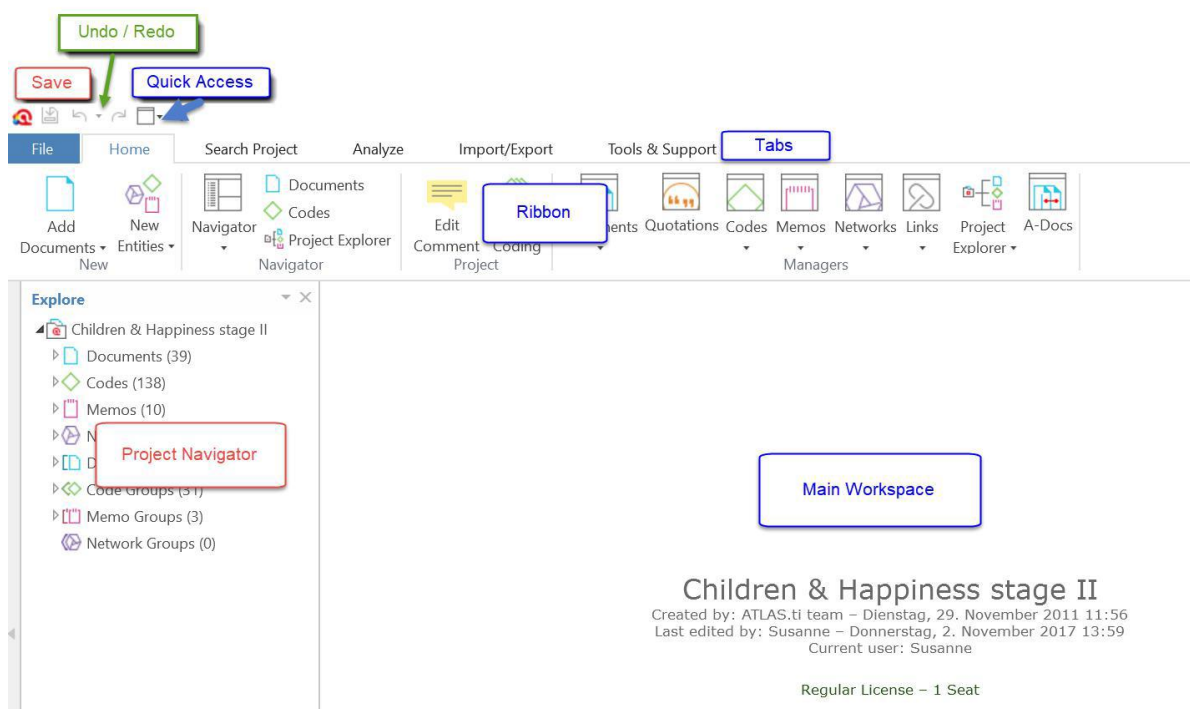 Undo / Redo
Save
Quick Access
File Home Search Project Analyze Import/Export Tools & Support Tabs
Add Documents
New Entities
New
Navigator
Documents
Codes
Project Explorer
Navigator
Edit Comment
Coding
Project
Ribbon
Quotations Codes Memos Networks Links Project Explorer A-Docs
Managers
Explore
Children & Happiness stage II
Documents (39)
Codes (138)
Memos (10)
N
D
Project Navigator
Code Groups (31)
Memo Groups (3)
Network Groups (0)
Main Workspace
Children & Happiness stage II
Created by: ATLAS.ti team – Dienstag, 29. November 2011 11:56
Last edited by: Susanne – Donnerstag, 2. November 2017 13:59
Current user: Susanne
Regular License – 1 Seat